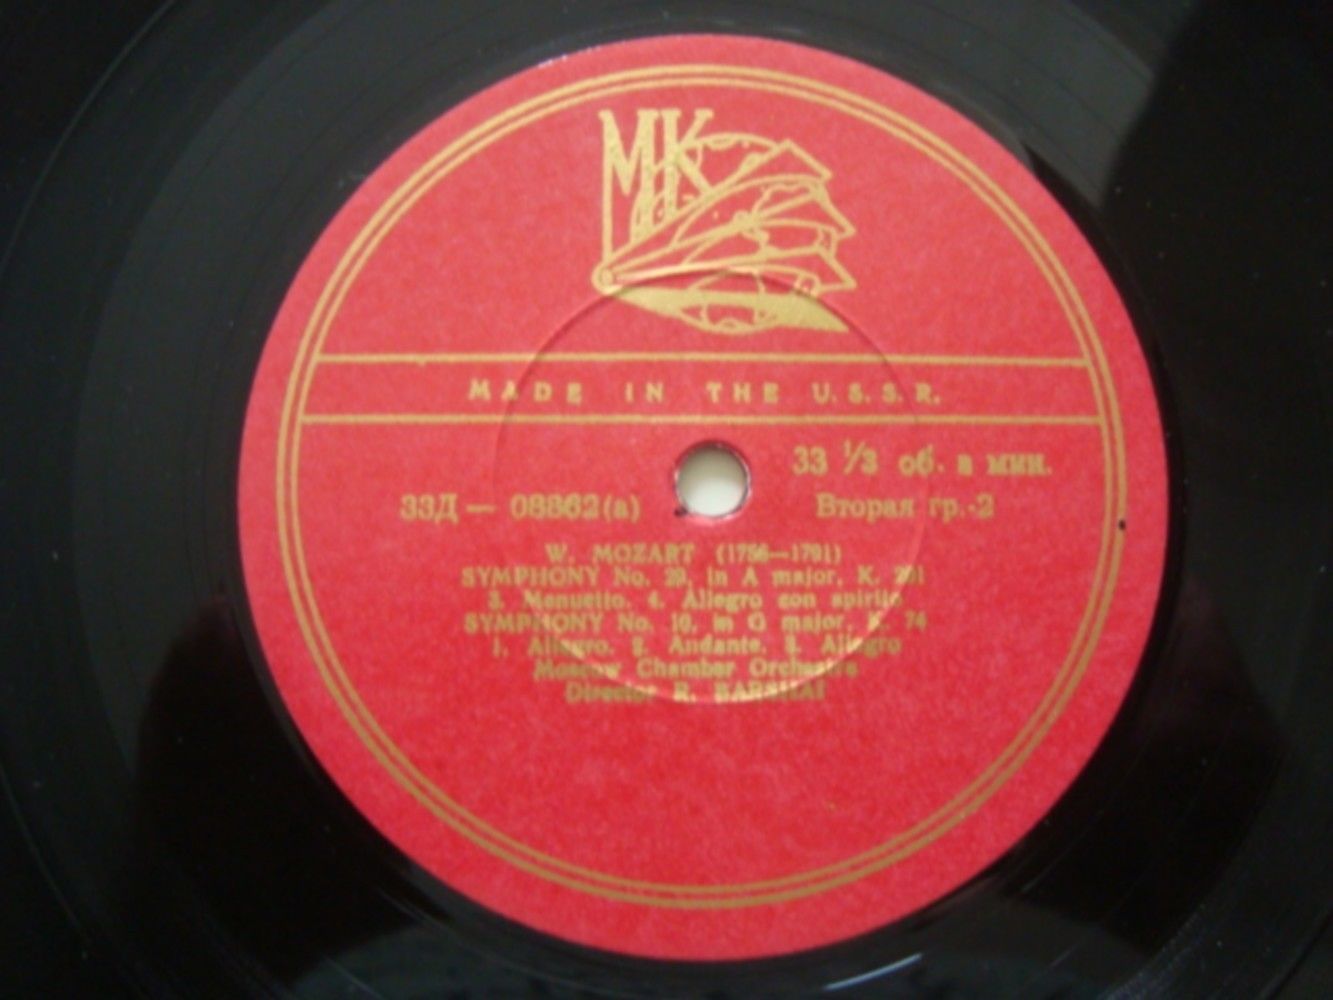 MK
MADE IN THE U.S.S.R.
33 ⅓ об. в мин.
33Д — 08862(a) Вторая гр.-2
W. MOZART (1756—1791)
SYMPHONY No. 29, in A major, K. 201
3. Menuetto. 4. Allegro con spirito
SYMPHONY No. 10, in G major, K. 74
1. Allegro. 2. Andante. 3. Allegro
Moscow Chamber Orchestra
Director R. BARSHAI